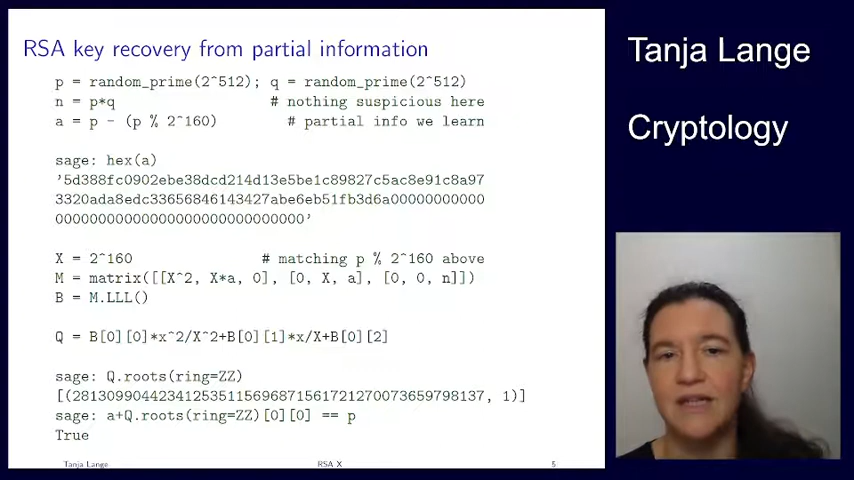 RSA key recovery from partial information
p = random_prime(2^512); q = random_prime(2^512)
n = p*q # nothing suspicious here
a = p - (p % 2^160) # partial info we learn
sage: hex(a)
'5d388fc0902ebe38dcd214d13e5be1c89827c5ac8e91c8a97
3320ada8edc33656846143427abe6eb51fb3d6a00000000000
00000000000000000000000000000'
X = 2^160 # matching p % 2^160 above
M = matrix([[X^2, X*a, 0], [0, X, a], [0, 0, n]])
B = M.LLL()
Q = B[0][0]*x^2/X^2+B[0][1]*x/X+B[0][2]
sage: Q.roots(ring=ZZ)
[(281309904423412535115696871561721270073659798137, 1)]
sage: a+Q.roots(ring=ZZ)[0][0] == p
True
Tanja Lange
RSA X
5
Tanja Lange
Cryptology